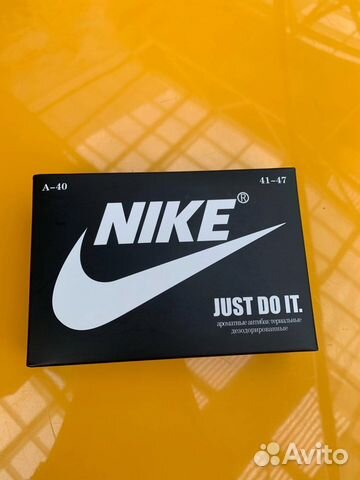 A-40
41-47
NIKE®
JUST DO IT.
ароматные антибактериальные
дезодорированные
Avito